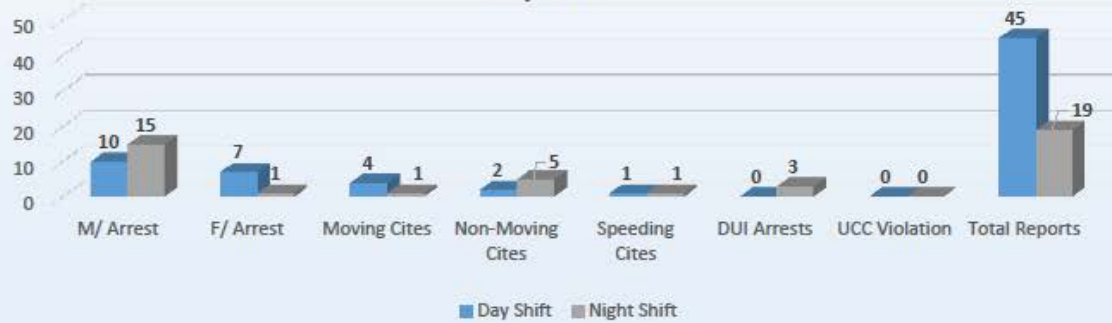 50
40
30
20
10
0
10
15
7
1
4
1
2
5
1
1
0
3
0
0
45
19
M/ Arrest
F/ Arrest
Moving Cites
Non-Moving
Cites
Speeding
Cites
DUI Arrests
UCC Violation
Total Reports
Day Shift
Night Shift